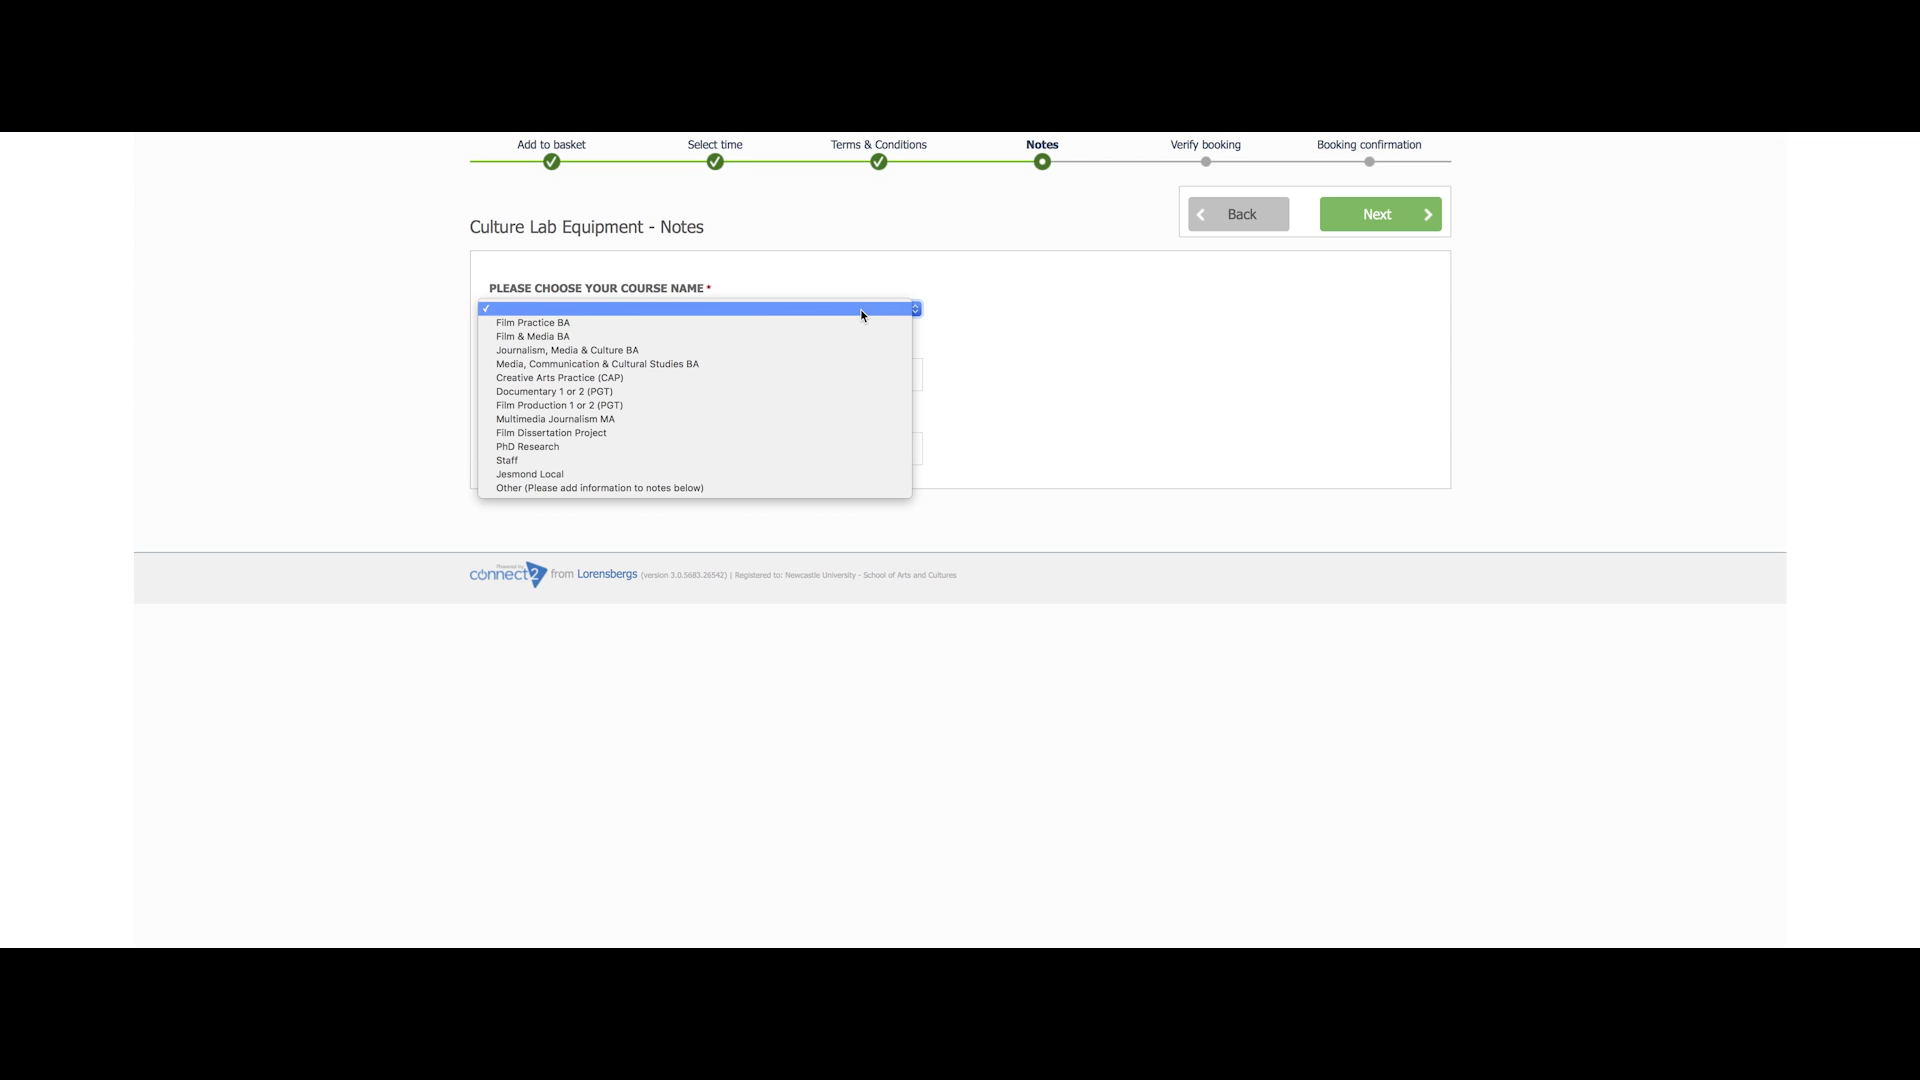 Add to basket
Select time
Terms & Conditions
Notes
Verify booking
Booking confirmation
Back
Next
Culture Lab Equipment - Notes
PLEASE CHOOSE YOUR COURSE NAME *
Film Practice BA
Film & Media BA
Journalism, Media & Culture BA
Media, Communication & Cultural Studies BA
Creative Arts Practice (CAP)
Documentary 1 or 2 (PGT)
Film Production 1 or 2 (PGT)
Multimedia Journalism MA
Film Dissertation Project
PhD Research
Staff
Jesmond Local
Other (Please add information to notes below)
Powered by
connect2 from Lorensbergs (version 3.0.5683.26542) | Registered to: Newcastle University - School of Arts and Cultures